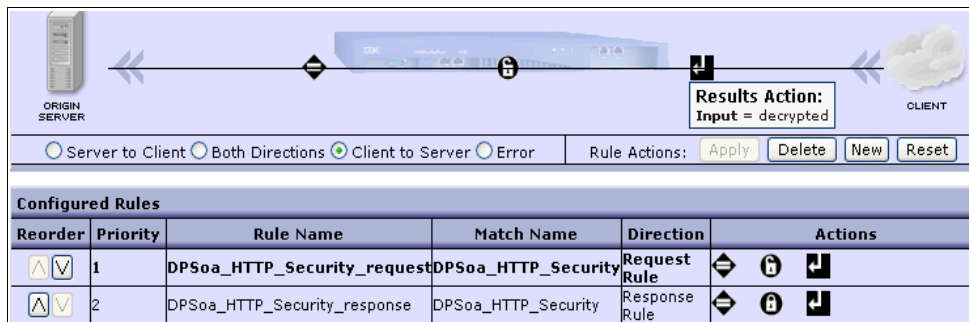 IBM
ORIGIN
SERVER
CLIENT
Results Action:
Input = decrypted
Server to Client Both Directions Client to Server Error
Rule Actions: Apply Delete New Reset
Configured Rules
Reorder Priority Rule Name Match Name Direction Actions
1 DPSoa_HTTP_Security_request DPSoa_HTTP_Security Request
Rule
2 DPSoa_HTTP_Security_response DPSoa_HTTP_Security Response
Rule